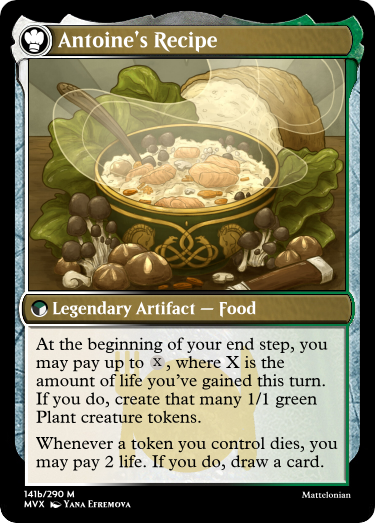 Antoine's Recipe
Legendary Artifact — Food
At the beginning of your end step, you
may pay up to X, where X is the
amount of life you've gained this turn.
If you do, create that many 1/1 green
Plant creature tokens.
Whenever a token you control dies, you
may pay 2 life. If you do, draw a card.
141b/290 M
MVX Yana Efremova
Mattelonian